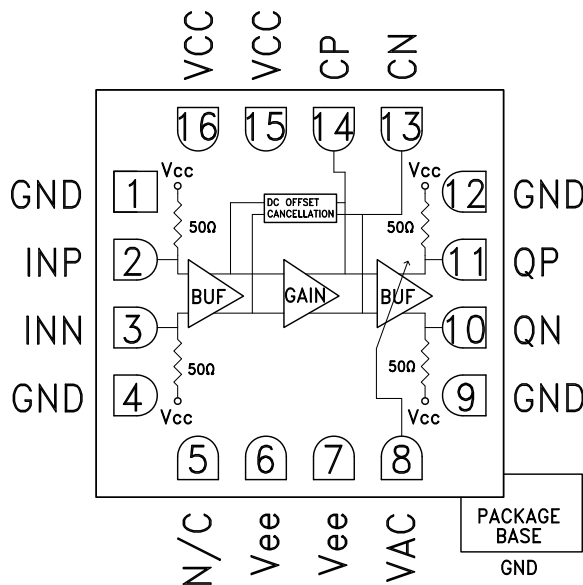 VCC
VCC
CP
CN
16
15
14
13
GND
1
Vcc
50Ω
DC OFFSET
CANCELLATION
Vcc
50Ω
12
GND
INP
2
11
QP
BUF
GAIN
BUF
INN
3
10
QN
50Ω
50Ω
GND
4
Vcc
Vcc
9
GND
5
6
7
8
N/C
Vee
Vee
VAC
PACKAGE
BASE
GND